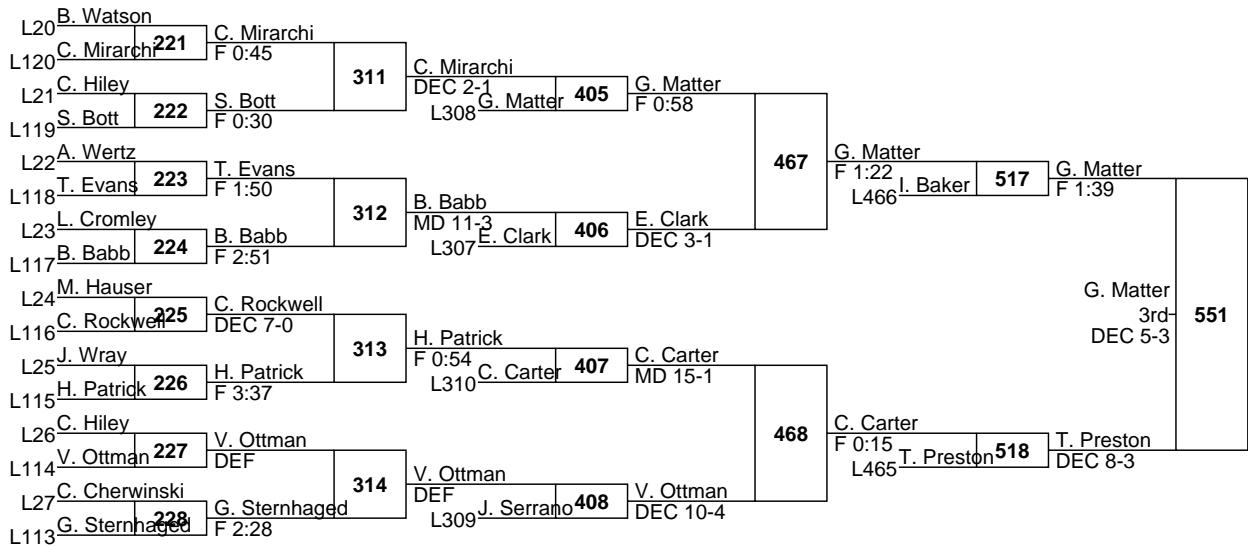 B. Watson
L20
221
C. Mirarchi
F 0:45
L120
C. Mirarchi
311
C. Mirarchi
DEC 2-1
C. Hiley
L21
222
S. Bott
F 0:30
L119
S. Bott
L308
G. Matter
405
G. Matter
F 0:58
A. Wertz
L22
223
T. Evans
F 1:50
L118
T. Evans
312
B. Babb
MD 11-3
L. Cromley
L23
224
B. Babb
F 2:51
L117
B. Babb
L307
E. Clark
406
E. Clark
DEC 3-1
467
G. Matter
F 1:22
L466
I. Baker
517
G. Matter
F 1:39
M. Hauser
L24
225
C. Rockwell
DEC 7-0
L116
C. Rockwell
313
H. Patrick
F 0:54
J. Wray
L25
226
H. Patrick
F 3:37
L115
H. Patrick
L310
C. Carter
407
C. Carter
MD 15-1
C. Hiley
L26
227
V. Ottman
DEF
L114
V. Ottman
314
V. Ottman
DEF
C. Cherwinski
L27
228
G. Sternhaged
F 2:28
L113
G. Sternhaged
L309
J. Serrano
408
V. Ottman
DEC 10-4
468
C. Carter
F 0:15
L465
T. Preston
518
T. Preston
DEC 8-3
G. Matter
3rd
DEC 5-3
551